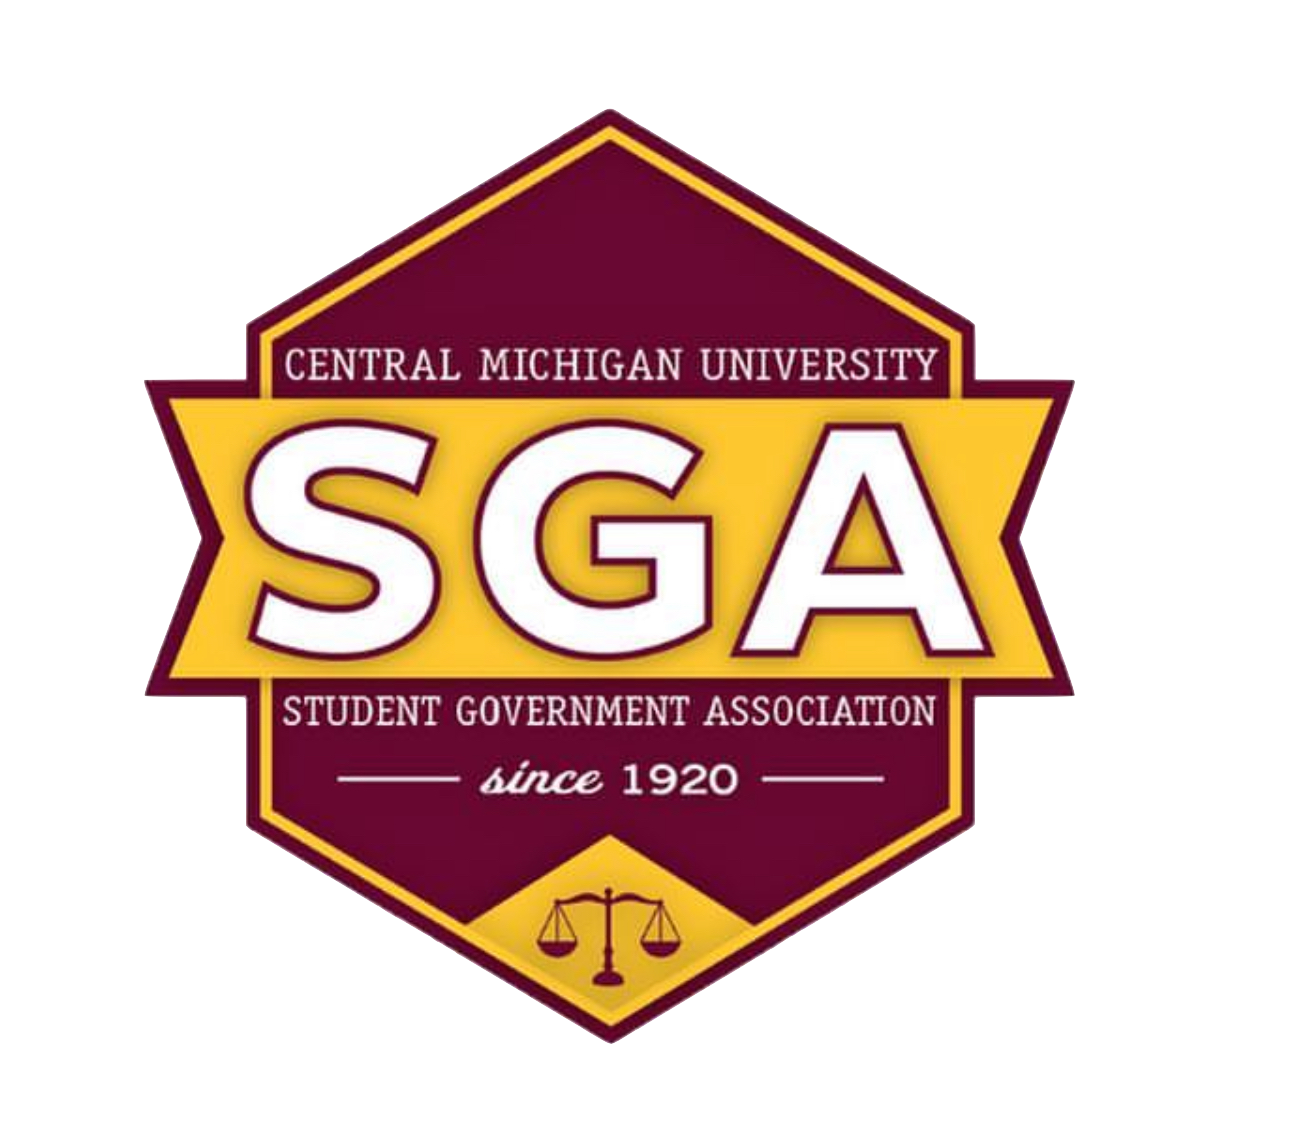 CENTRAL MICHIGAN UNIVERSITY
SGA
STUDENT GOVERNMENT ASSOCIATION
since 1920